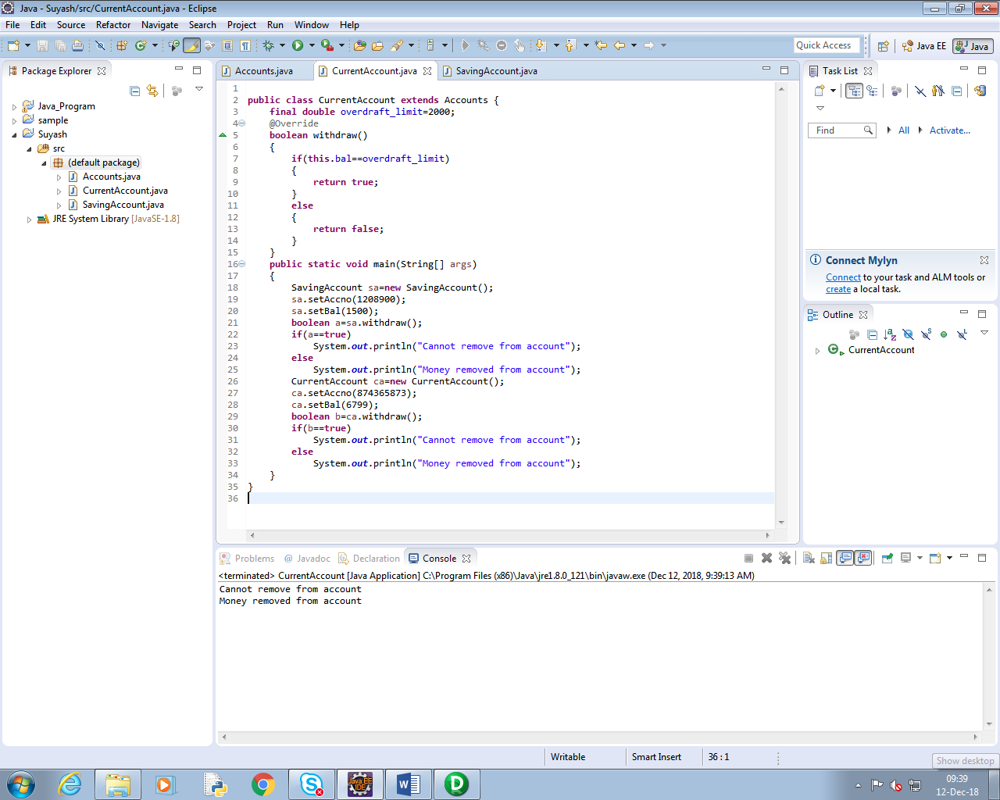 Java - Suyash/src/CurrentAccount.java - Eclipse
File Edit Source Refactor Navigate Search Project Run Window Help
Quick Access
Java EE
Java
Package Explorer
Java_Program
sample
Suyash
src
(default package)
Accounts.java
CurrentAccount.java
SavingAccount.java
JRE System Library [JavaSE-1.8]
Accounts.java
CurrentAccount.java
SavingAccount.java
1
2 public class CurrentAccount extends Accounts {
3     final double overdraft_limit=2000;
4     @Override
5     boolean withdraw()
6     {
7         if(this.bal==overdraft_limit)
8         {
9             return true;
10         }
11         else
12         {
13             return false;
14         }
15     }
16     public static void main(String[] args)
17     {
18         SavingAccount sa=new SavingAccount();
19         sa.setAccno(1208900);
20         sa.setBal(1500);
21         boolean a=sa.withdraw();
22         if(a==true)
23             System.out.println("Cannot remove from account");
24         else
25             System.out.println("Money removed from account");
26         CurrentAccount ca=new CurrentAccount();
27         ca.setAccno(874365873);
28         ca.setBal(6799);
29         boolean b=ca.withdraw();
30         if(b==true)
31             System.out.println("Cannot remove from account");
32         else
33             System.out.println("Money removed from account");
34     }
35 }
36
Task List
Find
All
Activate...
Connect Mylyn
Connect to your task and ALM tools or
create a local task.
Outline
CurrentAccount
Problems
@ Javadoc
Declaration
Console
<terminated> CurrentAccount [Java Application] C:\Program Files (x86)\Java\jre1.8.0_121\bin\javaw.exe (Dec 12, 2018, 9:39:13 AM)
Cannot remove from account
Money removed from account
Writable
Smart Insert
36 : 1
Show desktop
Java EE
IDE
09:39
12-Dec-18